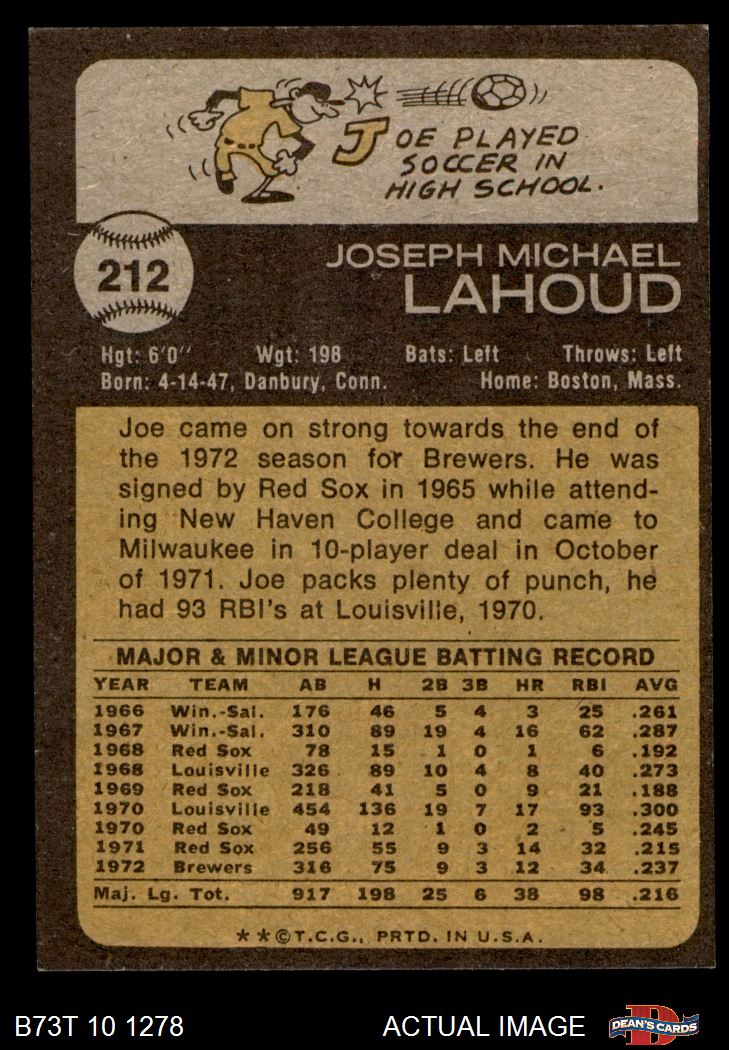 JOE PLAYED
SOCCER IN
HIGH SCHOOL.
212
JOSEPH MICHAEL
LAHOUD
Hgt: 6'0" Wgt: 198 Bats: Left Throws: Left
Born: 4-14-47, Danbury, Conn. Home: Boston, Mass.
Joe came on strong towards the end of
the 1972 season for Brewers. He was
signed by Red Sox in 1965 while attend-
ing New Haven College and came to
Milwaukee in 10-player deal in October
of 1971. Joe packs plenty of punch, he
had 93 RBI's at Louisville, 1970.
MAJOR & MINOR LEAGUE BATTING RECORD
YEAR TEAM AB H 2B 3B HR RBI AVG
1966 Win.-Sal. 176 46 5 4 3 25 .261
1967 Win.-Sal. 310 89 19 4 16 62 .287
1968 Red Sox 78 15 1 0 1 6 .192
1968 Louisville 326 89 10 4 8 40 .273
1969 Red Sox 218 41 5 0 9 21 .188
1970 Louisville 454 136 19 7 17 93 .300
1970 Red Sox 49 12 1 0 2 5 .245
1971 Red Sox 256 55 9 3 14 32 .215
1972 Brewers 316 75 9 3 12 34 .237
Maj. Lg. Tot. 917 198 25 6 38 98 .216
**©T.C.G., PRTD. IN U.S.A.
B73T 10 1278 ACTUAL IMAGE D DEAN'S CARDS